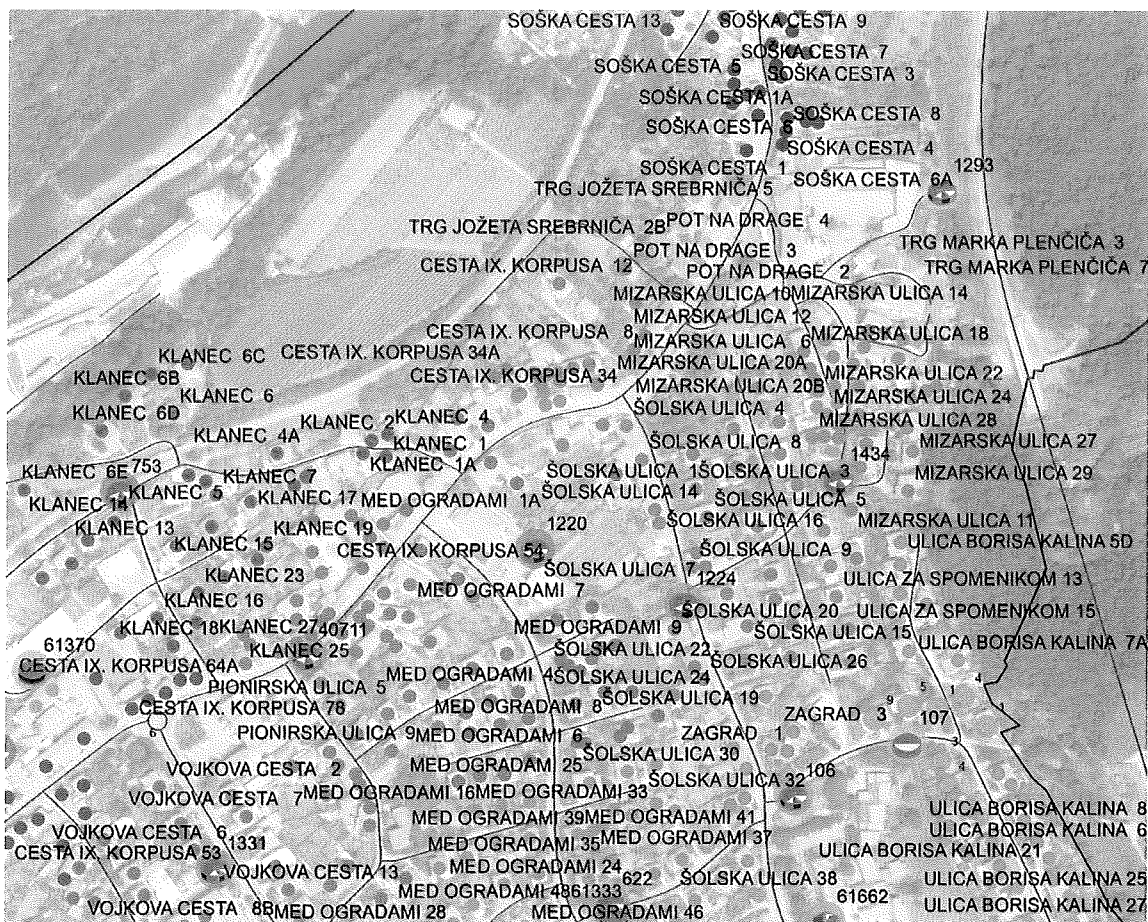 SOŠKA CESTA 13
SOŠKA CESTA 9
SOŠKA CESTA 7
SOŠKA CESTA 5
SOŠKA CESTA 3
SOŠKA CESTA 1A
SOŠKA CESTA 8
SOŠKA CESTA 6
SOŠKA CESTA 4
SOŠKA CESTA 1
1293
SOŠKA CESTA 6A
TRG JOŽETA SREBRNIČA 5
TRG JOŽETA SREBRNIČA 2B
POT NA DRAGE 4
POT NA DRAGE 3
TRG MARKA PLENČIČA 3
CESTA IX. KORPUSA 12
POT NA DRAGE 2
TRG MARKA PLENČIČA 7
MIZARSKA ULICA 10
MIZARSKA ULICA 14
MIZARSKA ULICA 12
CESTA IX. KORPUSA 8
MIZARSKA ULICA 6
MIZARSKA ULICA 18
KLANEC 6C
CESTA IX. KORPUSA 34A
MIZARSKA ULICA 20A
KLANEC 6B
CESTA IX. KORPUSA 34
MIZARSKA ULICA 22
KLANEC 6
MIZARSKA ULICA 20B
MIZARSKA ULICA 24
KLANEC 6D
ŠOLSKA ULICA 4
MIZARSKA ULICA 28
KLANEC 4A
KLANEC 2
KLANEC 4
KLANEC 1
ŠOLSKA ULICA 8
1434
MIZARSKA ULICA 27
KLANEC 6E
753
KLANEC 7
KLANEC 1A
ŠOLSKA ULICA 1
ŠOLSKA ULICA 3
MIZARSKA ULICA 29
KLANEC 14
KLANEC 5
KLANEC 17
MED OGRADAMI 1A
ŠOLSKA ULICA 14
ŠOLSKA ULICA 5
KLANEC 13
KLANEC 19
1220
ŠOLSKA ULICA 16
MIZARSKA ULICA 11
KLANEC 15
CESTA IX. KORPUSA 54
ŠOLSKA ULICA 9
ULICA BORISA KALINA 5D
KLANEC 23
ŠOLSKA ULICA 7
1224
ULICA ZA SPOMENIKOM 13
MED OGRADAMI 7
KLANEC 16
ŠOLSKA ULICA 20
ULICA ZA SPOMENIKOM 15
KLANEC 18
KLANEC 27
40711
MED OGRADAMI 9
ŠOLSKA ULICA 15
61370
KLANEC 25
ŠOLSKA ULICA 22
ULICA BORISA KALINA 7A
CESTA IX. KORPUSA 64A
MED OGRADAMI 4
ŠOLSKA ULICA 24
ŠOLSKA ULICA 26
PIONIRSKA ULICA 5
ŠOLSKA ULICA 19
9
5
1
4
CESTA IX. KORPUSA 78
MED OGRADAMI 8
ZAGRAD 3
107
6
PIONIRSKA ULICA 9
MED OGRADAMI 6
ZAGRAD 1
3
ŠOLSKA ULICA 30
VOJKOVA CESTA 2
MED OGRADAMI 25
ŠOLSKA ULICA 32
106
4
VOJKOVA CESTA 7
MED OGRADAMI 16
MED OGRADAMI 33
MED OGRADAMI 39
MED OGRADAMI 41
ULICA BORISA KALINA 8
VOJKOVA CESTA 6
1331
MED OGRADAMI 35
MED OGRADAMI 37
ULICA BORISA KALINA 6
CESTA IX. KORPUSA 53
ULICA BORISA KALINA 21
VOJKOVA CESTA 13
MED OGRADAMI 24
622
ŠOLSKA ULICA 38
ULICA BORISA KALINA 25
MED OGRADAMI 48
61333
61662
VOJKOVA CESTA 8B
MED OGRADAMI 28
MED OGRADAMI 46
ULICA BORISA KALINA 27